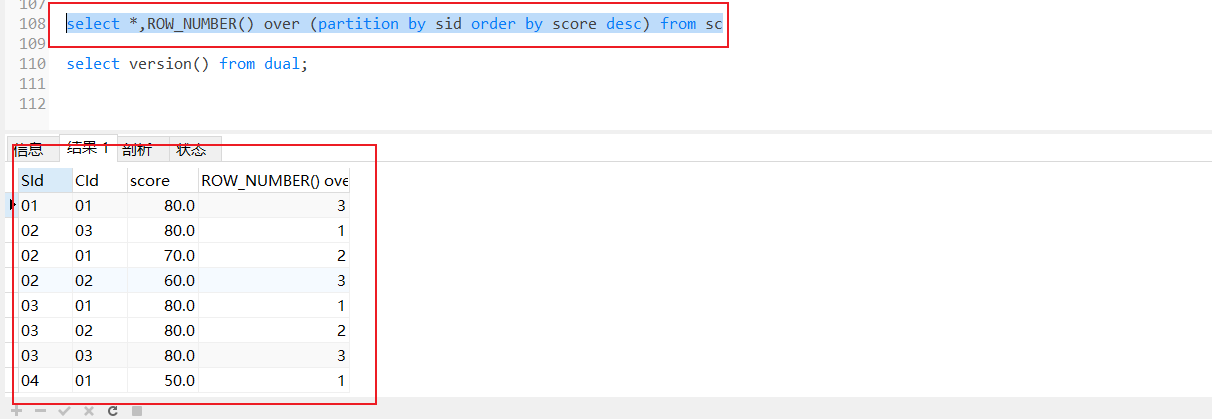 107
108 select *,ROW_NUMBER() over (partition by sid order by score desc) from sc
109
110 select version() from dual;
111
112
信息 结果 1 剖析 状态
SId CId score ROW_NUMBER() ove
01 01 80.0 3
02 03 80.0 1
02 01 70.0 2
02 02 60.0 3
03 01 80.0 1
03 02 80.0 2
03 03 80.0 3
04 01 50.0 1